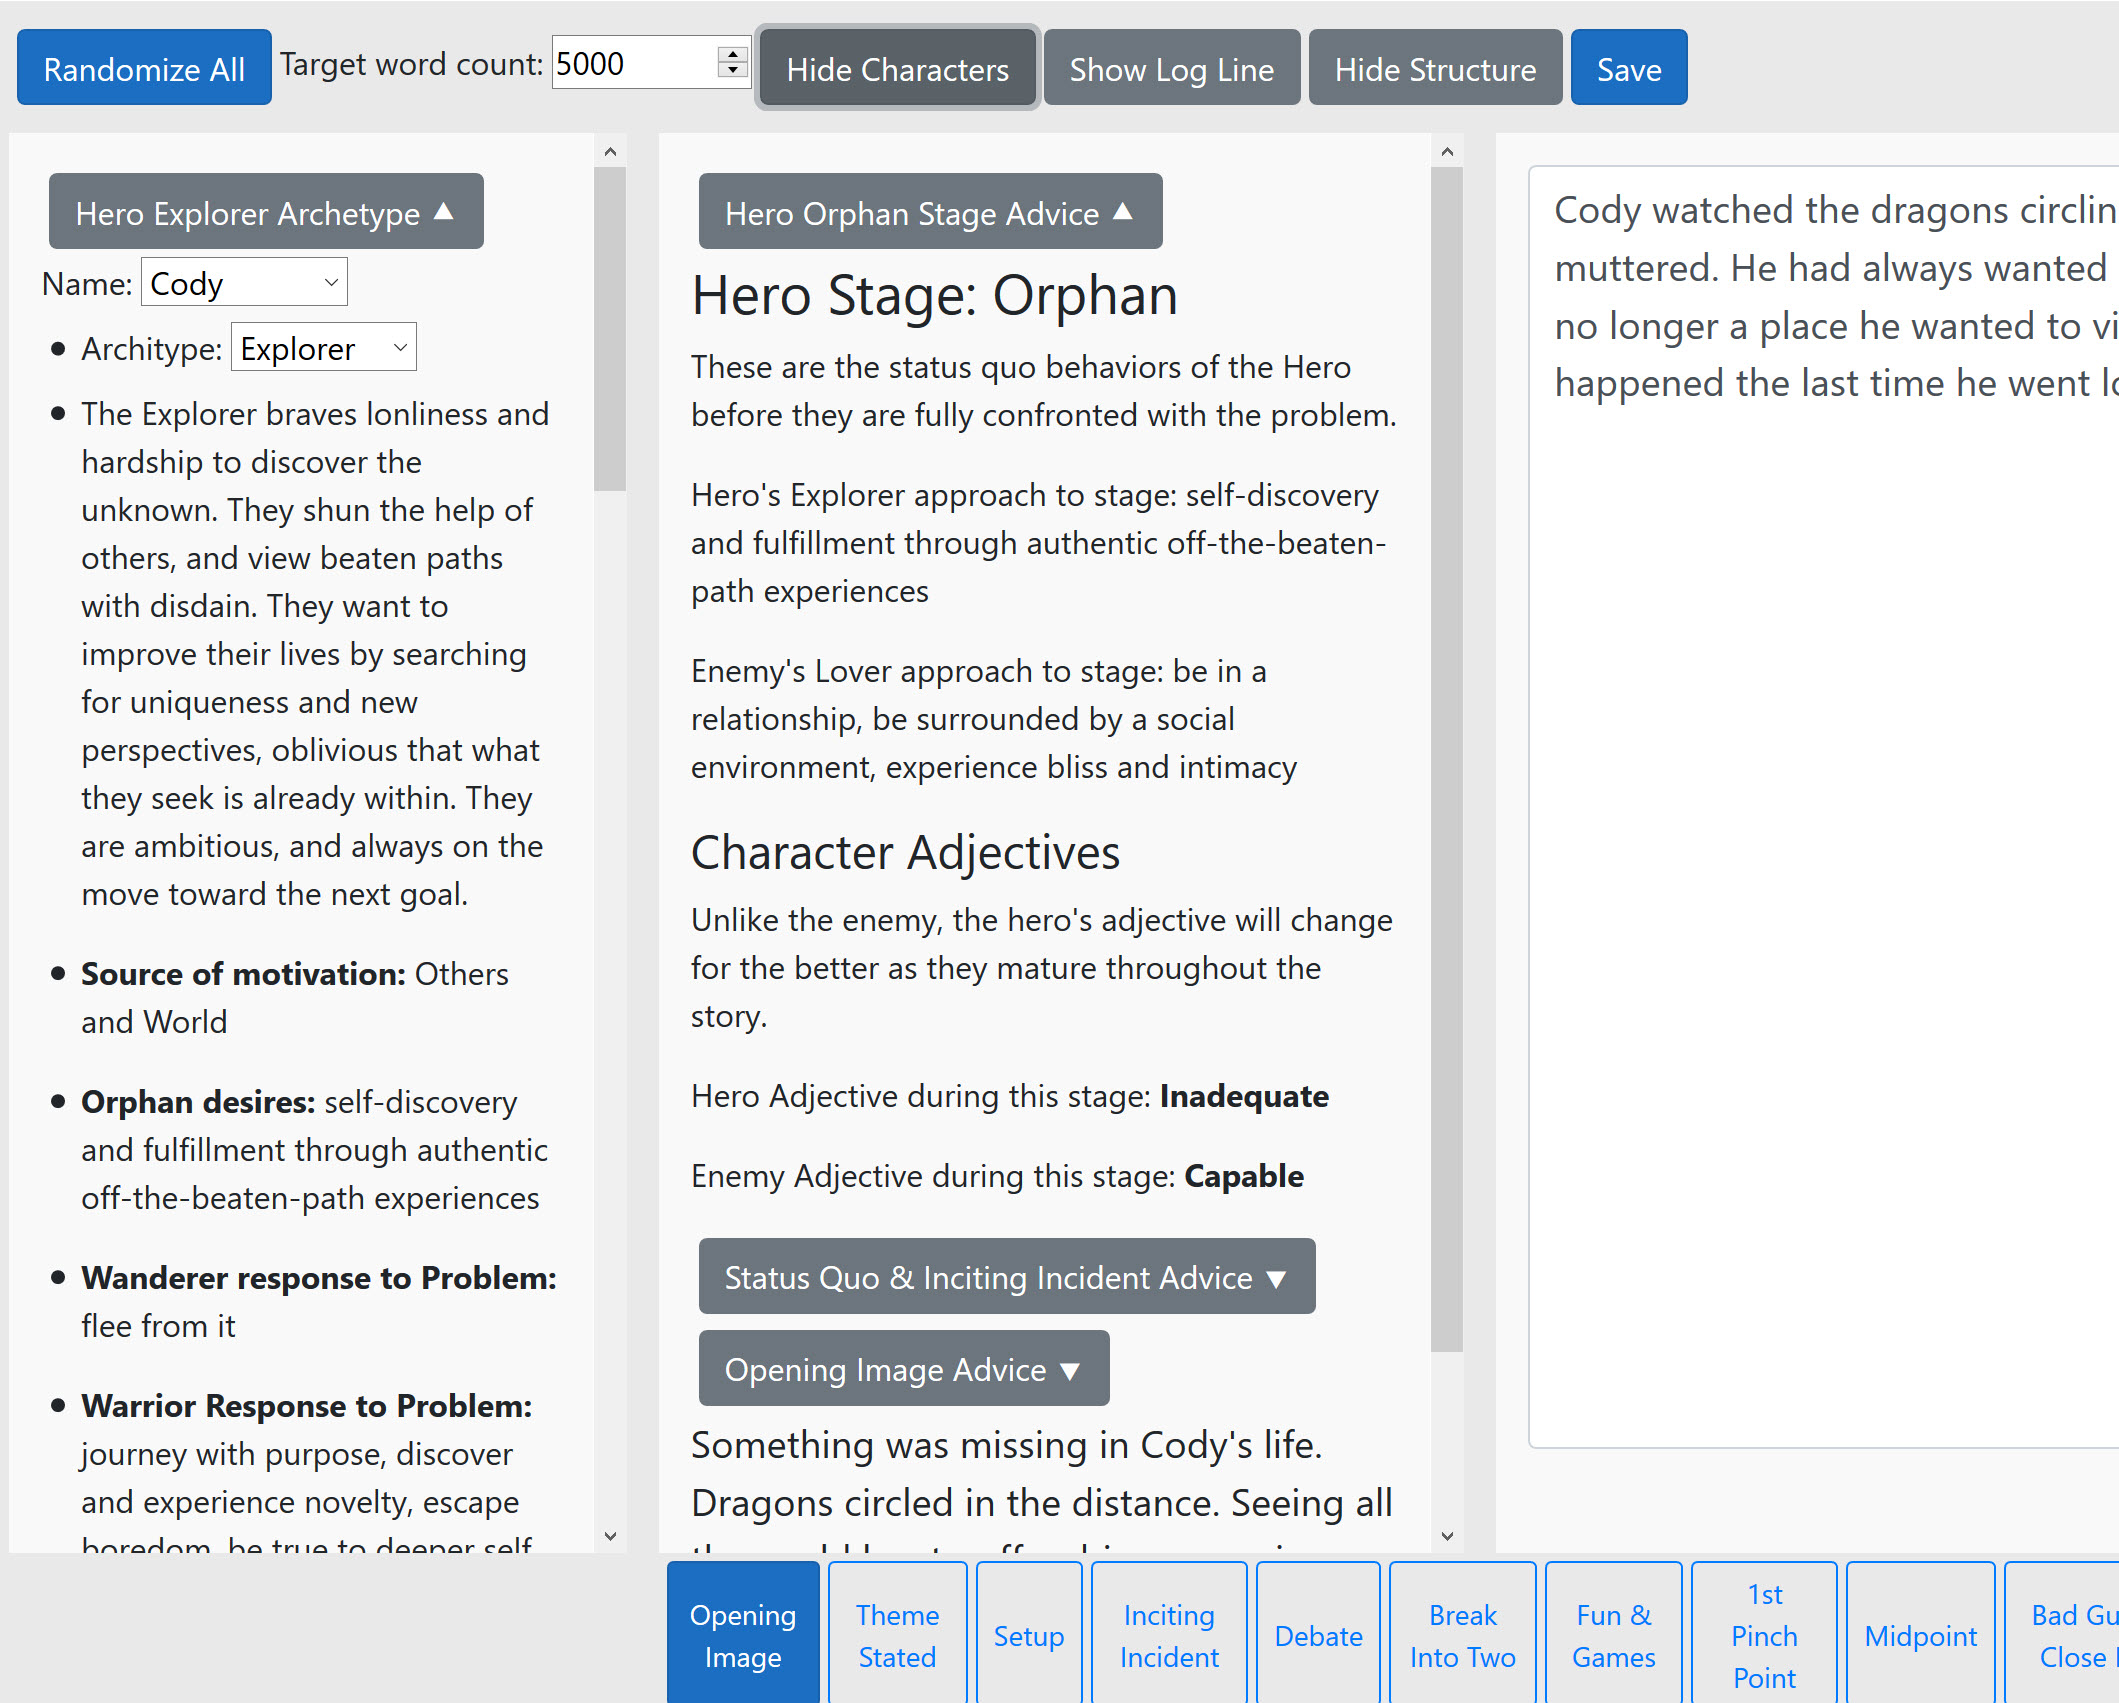 Randomize All Target word count: 5000 Hide Characters Show Log Line Hide Structure Save
Hero Explorer Archetype ▲
Name: Cody
• Architype: Explorer
• The Explorer braves lonliness and
hardship to discover the
unknown. They shun the help of
others, and view beaten paths
with disdain. They want to
improve their lives by searching
for uniqueness and new
perspectives, oblivious that what
they seek is already within. They
are ambitious, and always on the
move toward the next goal.
• Source of motivation: Others
and World
• Orphan desires: self-discovery
and fulfillment through authentic
off-the-beaten-path experiences
• Wanderer response to Problem:
flee from it
• Warrior Response to Problem:
journey with purpose, discover
and experience novelty, escape
boredom, be true to deeper self
Hero Orphan Stage Advice ▲
Hero Stage: Orphan
These are the status quo behaviors of the Hero
before they are fully confronted with the problem.
Hero's Explorer approach to stage: self-discovery
and fulfillment through authentic off-the-beaten-
path experiences
Enemy's Lover approach to stage: be in a
relationship, be surrounded by a social
environment, experience bliss and intimacy
Character Adjectives
Unlike the enemy, the hero's adjective will change
for the better as they mature throughout the
story.
Hero Adjective during this stage: Inadequate
Enemy Adjective during this stage: Capable
Status Quo & Inciting Incident Advice ▼
Opening Image Advice ▼
Something was missing in Cody's life.
Dragons circled in the distance. Seeing all
Cody watched the dragons circlin
muttered. He had always wanted
no longer a place he wanted to vi
happened the last time he went lo
Opening
Image
Theme
Stated
Setup
Inciting
Incident
Debate
Break
Into Two
Fun &
Games
1st
Pinch
Point
Midpoint
Bad Gu
Close